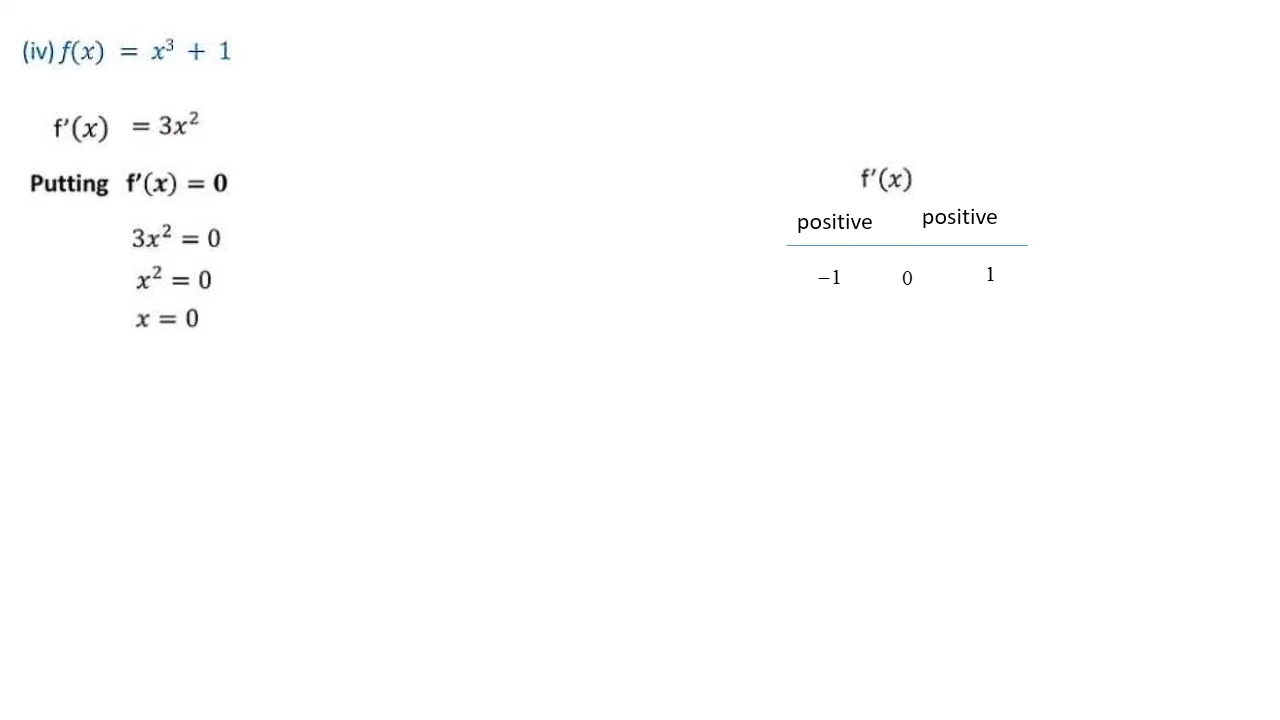 (iv) f(x) = x³ + 1
f′(x) = 3x²
Putting f′(x) = 0
3x² = 0
x² = 0
x = 0
f′(x)
positive positive
−1 0 1